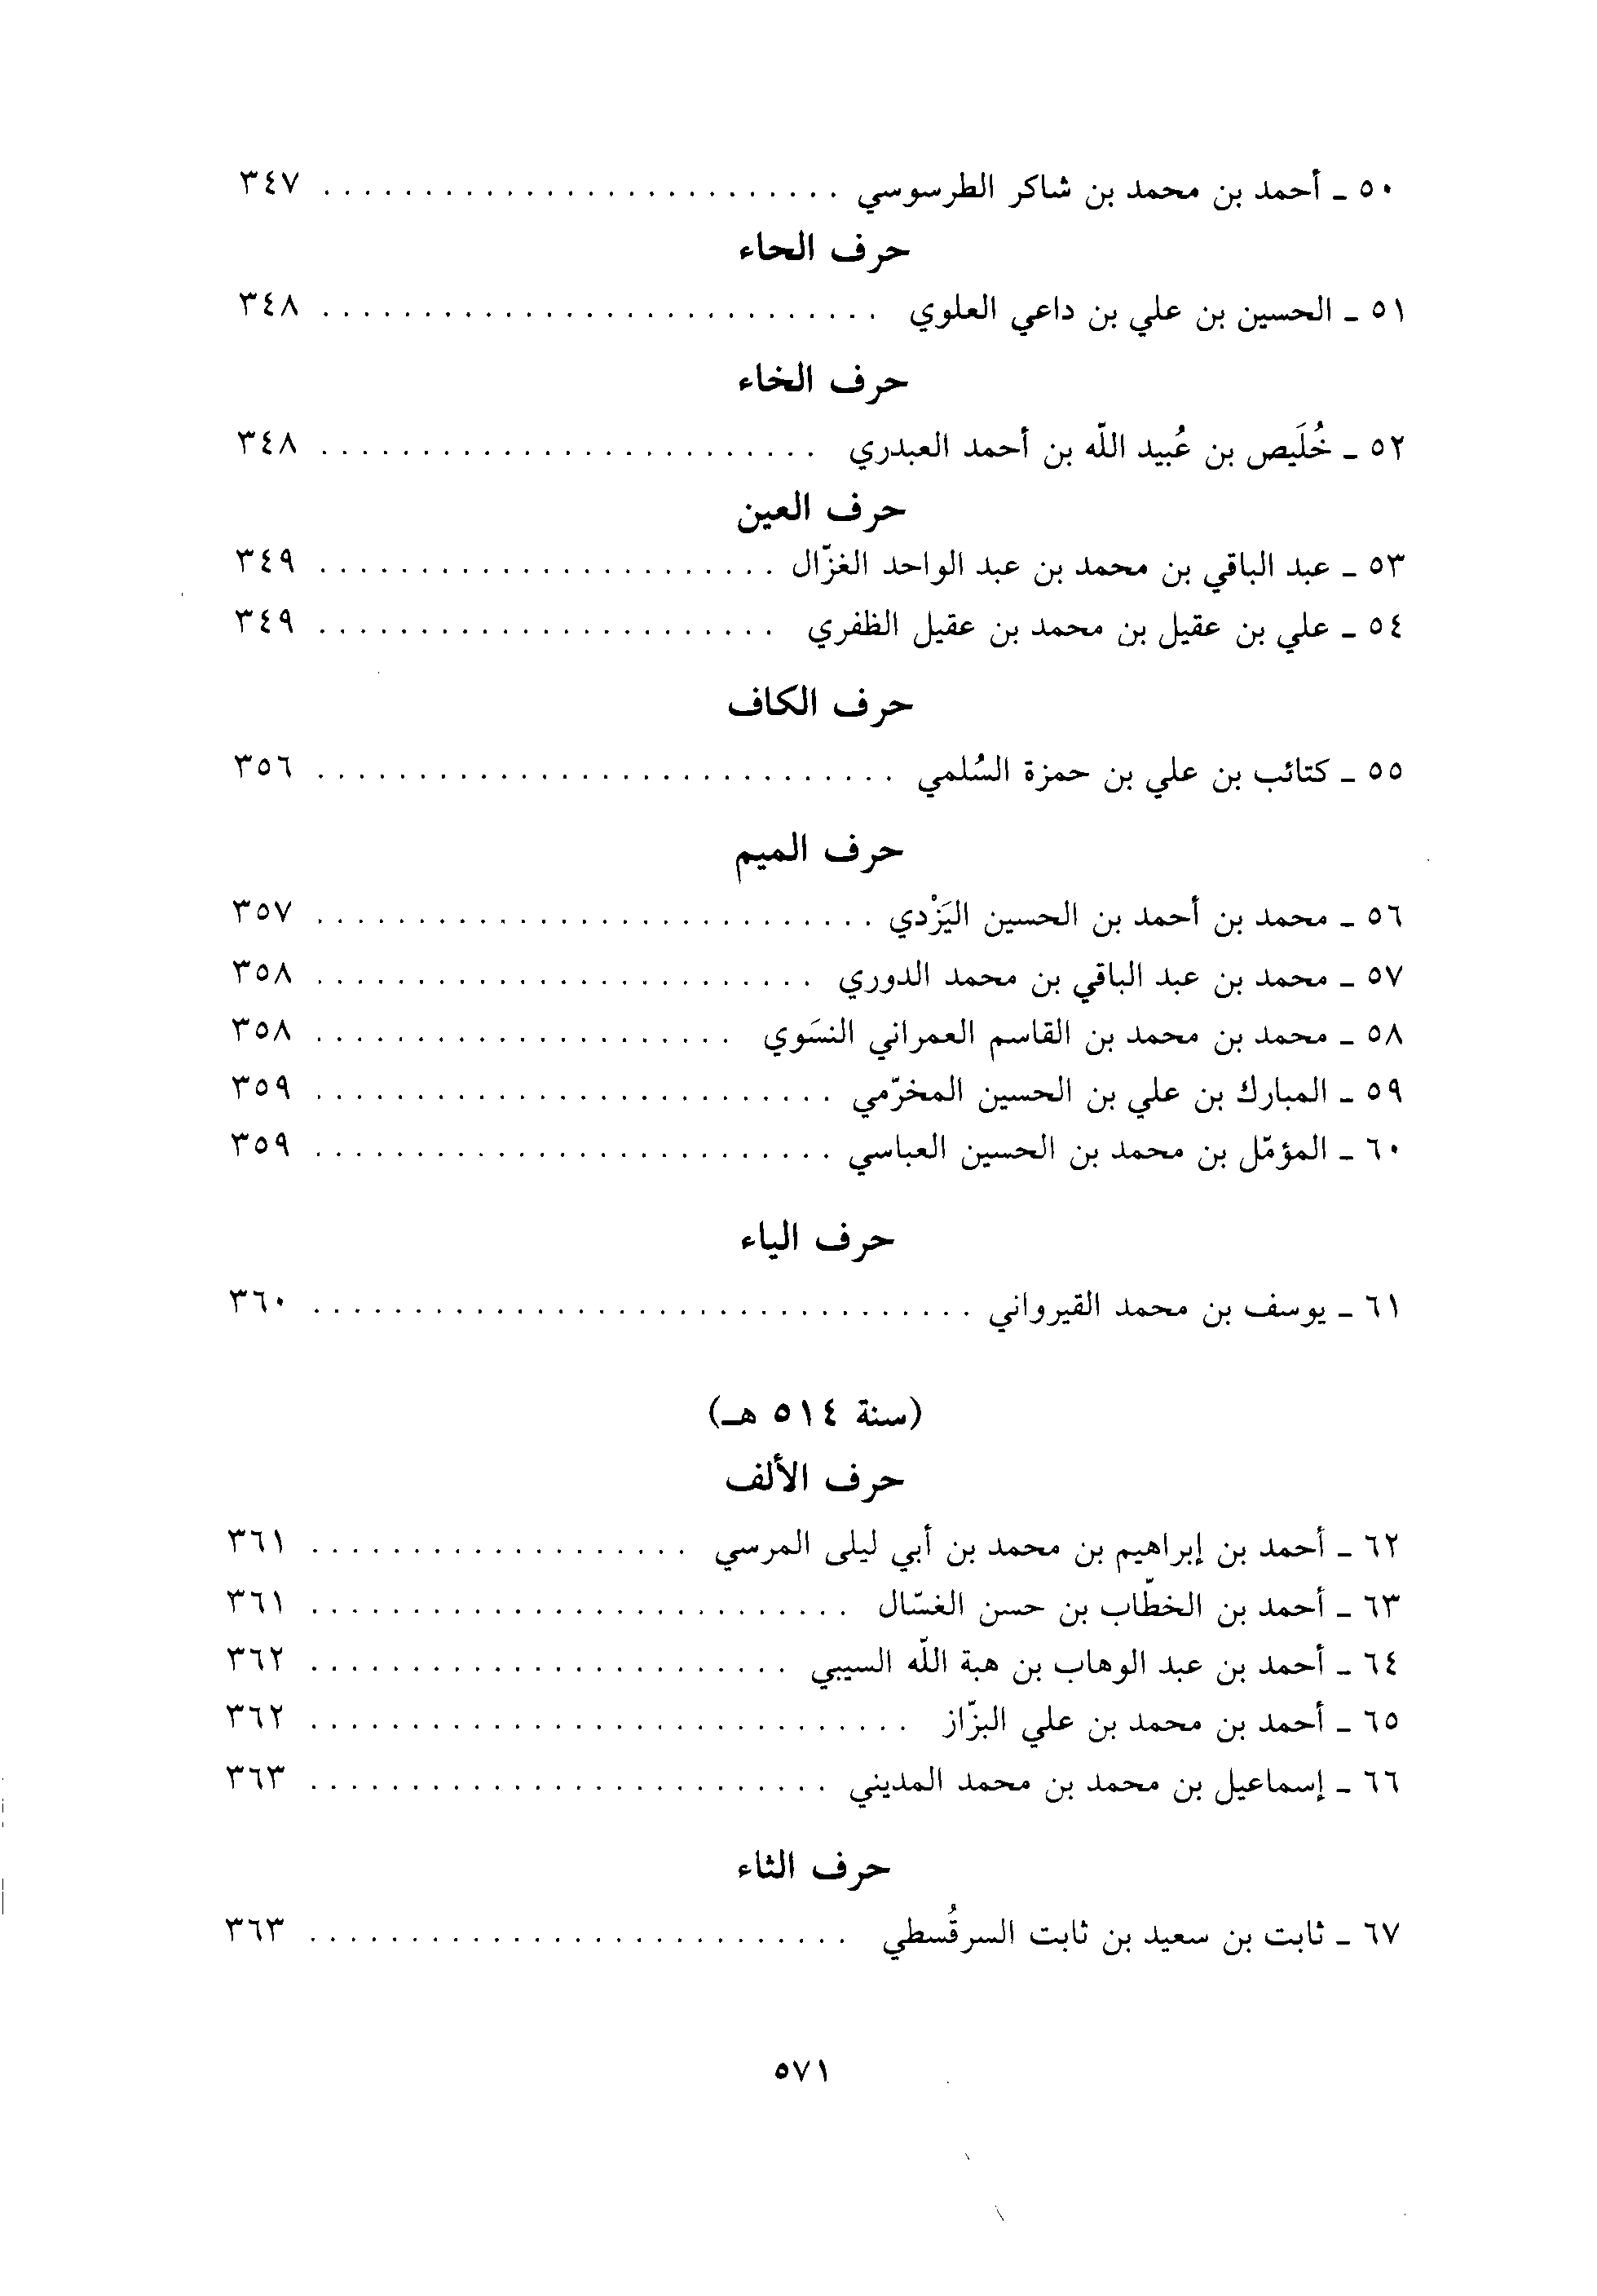 ٥٠ ـ أحمد بن محمد بن شاكر الطرسوسي . . . . . . . . . . . . . . . . . . . . . . . . . . ٣٤٧
حرف الحاء
٥١ ـ الحسين بن علي بن داعي العلوي . . . . . . . . . . . . . . . . . . . . . . . . . . . . ٣٤٨
حرف الخاء
٥٢ ـ خُلَيص بن عُبيد اللّه بن أحمد العبدري . . . . . . . . . . . . . . . . . . . . . . . . . ٣٤٨
حرف العين
٥٣ ـ عبد الباقي بن محمد بن عبد الواحد الغزّال . . . . . . . . . . . . . . . . . . . . . . . ٣٤٩
٥٤ ـ علي بن عقيل بن محمد بن عقيل الظفري . . . . . . . . . . . . . . . . . . . . . . . ٣٤٩
حرف الكاف
٥٥ ـ كتائب بن علي بن حمزة السُلمي . . . . . . . . . . . . . . . . . . . . . . . . . . . . . ٣٥٦
حرف الميم
٥٦ ـ محمد بن أحمد بن الحسين اليَزْدي . . . . . . . . . . . . . . . . . . . . . . . . . . . . ٣٥٧
٥٧ ـ محمد بن عبد الباقي بن محمد الدوري . . . . . . . . . . . . . . . . . . . . . . . . . ٣٥٨
٥٨ ـ محمد بن محمد بن القاسم العمراني النسَوي . . . . . . . . . . . . . . . . . . . . . ٣٥٨
٥٩ ـ المبارك بن علي بن الحسين المخرّمي . . . . . . . . . . . . . . . . . . . . . . . . . . ٣٥٩
٦٠ ـ المؤمّل بن محمد بن الحسين العباسي . . . . . . . . . . . . . . . . . . . . . . . . . . ٣٥٩
حرف الياء
٦١ ـ يوسف بن محمد القيرواني . . . . . . . . . . . . . . . . . . . . . . . . . . . . . . . . . ٣٦٠
(سنة ٥١٤ هـ)
حرف الألف
٦٢ ـ أحمد بن إبراهيم بن محمد بن أبي ليلى المرسي . . . . . . . . . . . . . . . . . . . ٣٦١
٦٣ ـ أحمد بن الخطّاب بن حسن الغسّال . . . . . . . . . . . . . . . . . . . . . . . . . . . ٣٦١
٦٤ ـ أحمد بن عبد الوهاب بن هبة اللّه السيبي . . . . . . . . . . . . . . . . . . . . . . . . ٣٦٢
٦٥ ـ أحمد بن محمد بن علي البزّاز . . . . . . . . . . . . . . . . . . . . . . . . . . . . . . ٣٦٢
٦٦ ـ إسماعيل بن محمد بن محمد المديني . . . . . . . . . . . . . . . . . . . . . . . . . . ٣٦٣
حرف الثاء
٦٧ ـ ثابت بن سعيد بن ثابت السرقُسطي . . . . . . . . . . . . . . . . . . . . . . . . . . . ٣٦٣
٥٧١